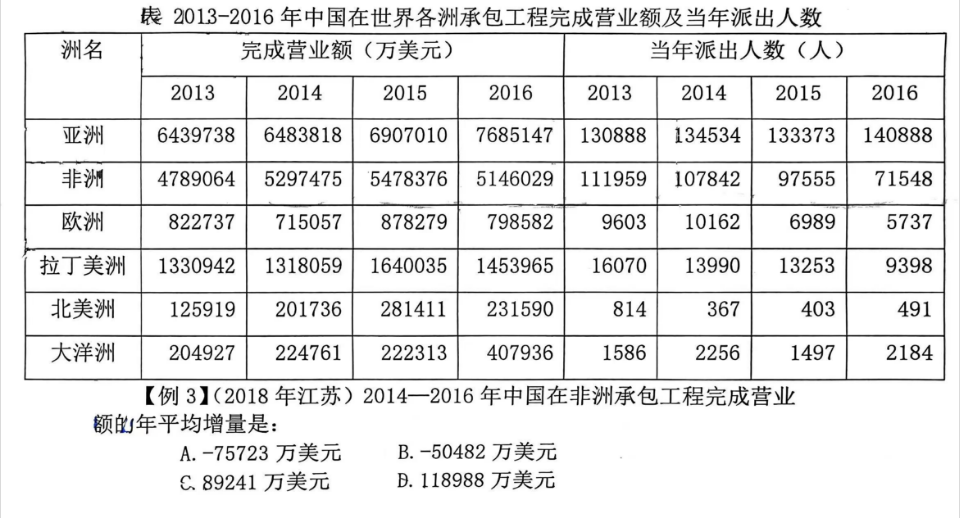 表 2013-2016 年中国在世界各洲承包工程完成营业额及当年派出人数
洲名 完成营业额（万美元） 当年派出人数（人）
2013 2014 2015 2016 2013 2014 2015 2016
亚洲 6439738 6483818 6907010 7685147 130888 134534 133373 140888
非洲 4789064 5297475 5478376 5146029 111959 107842 97555 71548
欧洲 822737 715057 878279 798582 9603 10162 6989 5737
拉丁美洲 1330942 1318059 1640035 1453965 16070 13990 13253 9398
北美洲 125919 201736 281411 231590 814 367 403 491
大洋洲 204927 224761 222313 407936 1586 2256 1497 2184
【例 3】（2018 年江苏）2014—2016 年中国在非洲承包工程完成营业
额的年平均增量是：
A.-75723 万美元 B.-50482 万美元
C.89241 万美元 D.118988 万美元